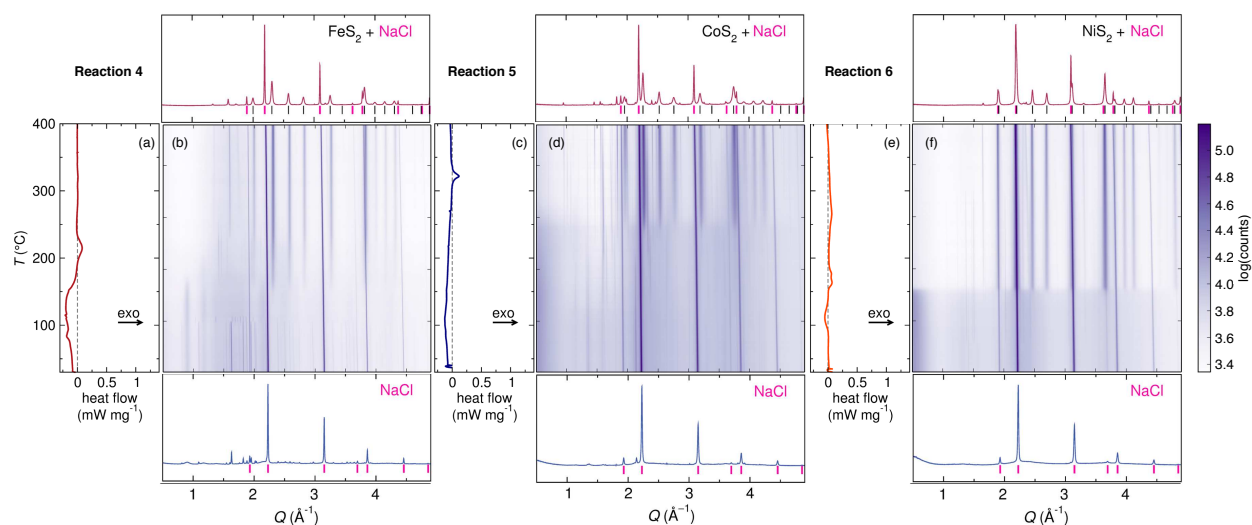 FeS2 + NaCl
CoS2 + NaCl
NiS2 + NaCl
Reaction 4
Reaction 5
Reaction 6
400
300
200
100
T (°C)
(a)
(b)
(c)
(d)
(e)
(f)
exo
exo
exo
5.0
4.8
4.6
4.4
4.2
4.0
3.8
3.6
3.4
log(counts)
0 0.5 1
heat flow
(mW mg-1)
0 0.5 1
heat flow
(mW mg-1)
0 0.5 1
heat flow
(mW mg-1)
NaCl
NaCl
NaCl
1 2 3 4
Q (Å-1)
1 2 3 4
Q (Å-1)
1 2 3 4
Q (Å-1)